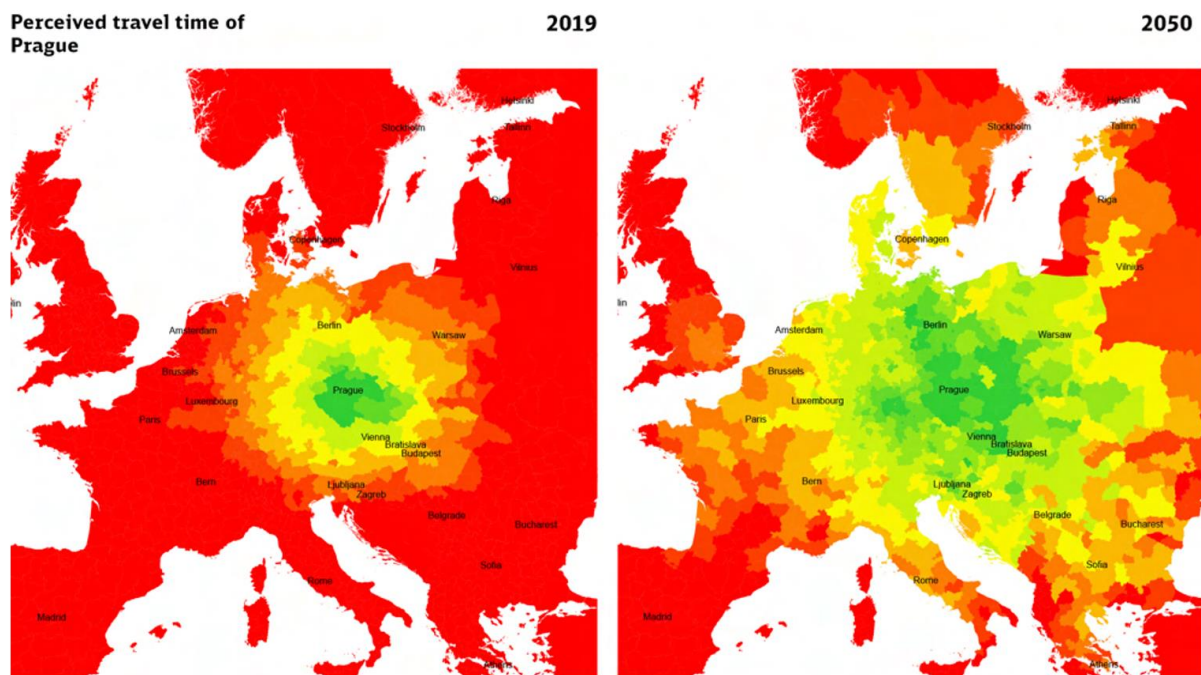 Perceived travel time of
Prague
2019
Helsinki
Stockholm
Tallinn
Riga
Copenhagen
Vilnius
lin
Berlin
Amsterdam
Warsaw
Brussels
Prague
Luxembourg
Paris
Vienna
Bratislava
Budapest
Bern
Ljubljana
Zagreb
Belgrade
Bucharest
Sofia
Rome
Madrid
Athens
2050
Helsinki
Stockholm
Tallinn
Riga
Copenhagen
Vilnius
lin
Berlin
Amsterdam
Warsaw
Brussels
Prague
Luxembourg
Paris
Vienna
Bratislava
Budapest
Bern
Ljubljana
Zagreb
Belgrade
Bucharest
Sofia
Rome
Madrid
Athens